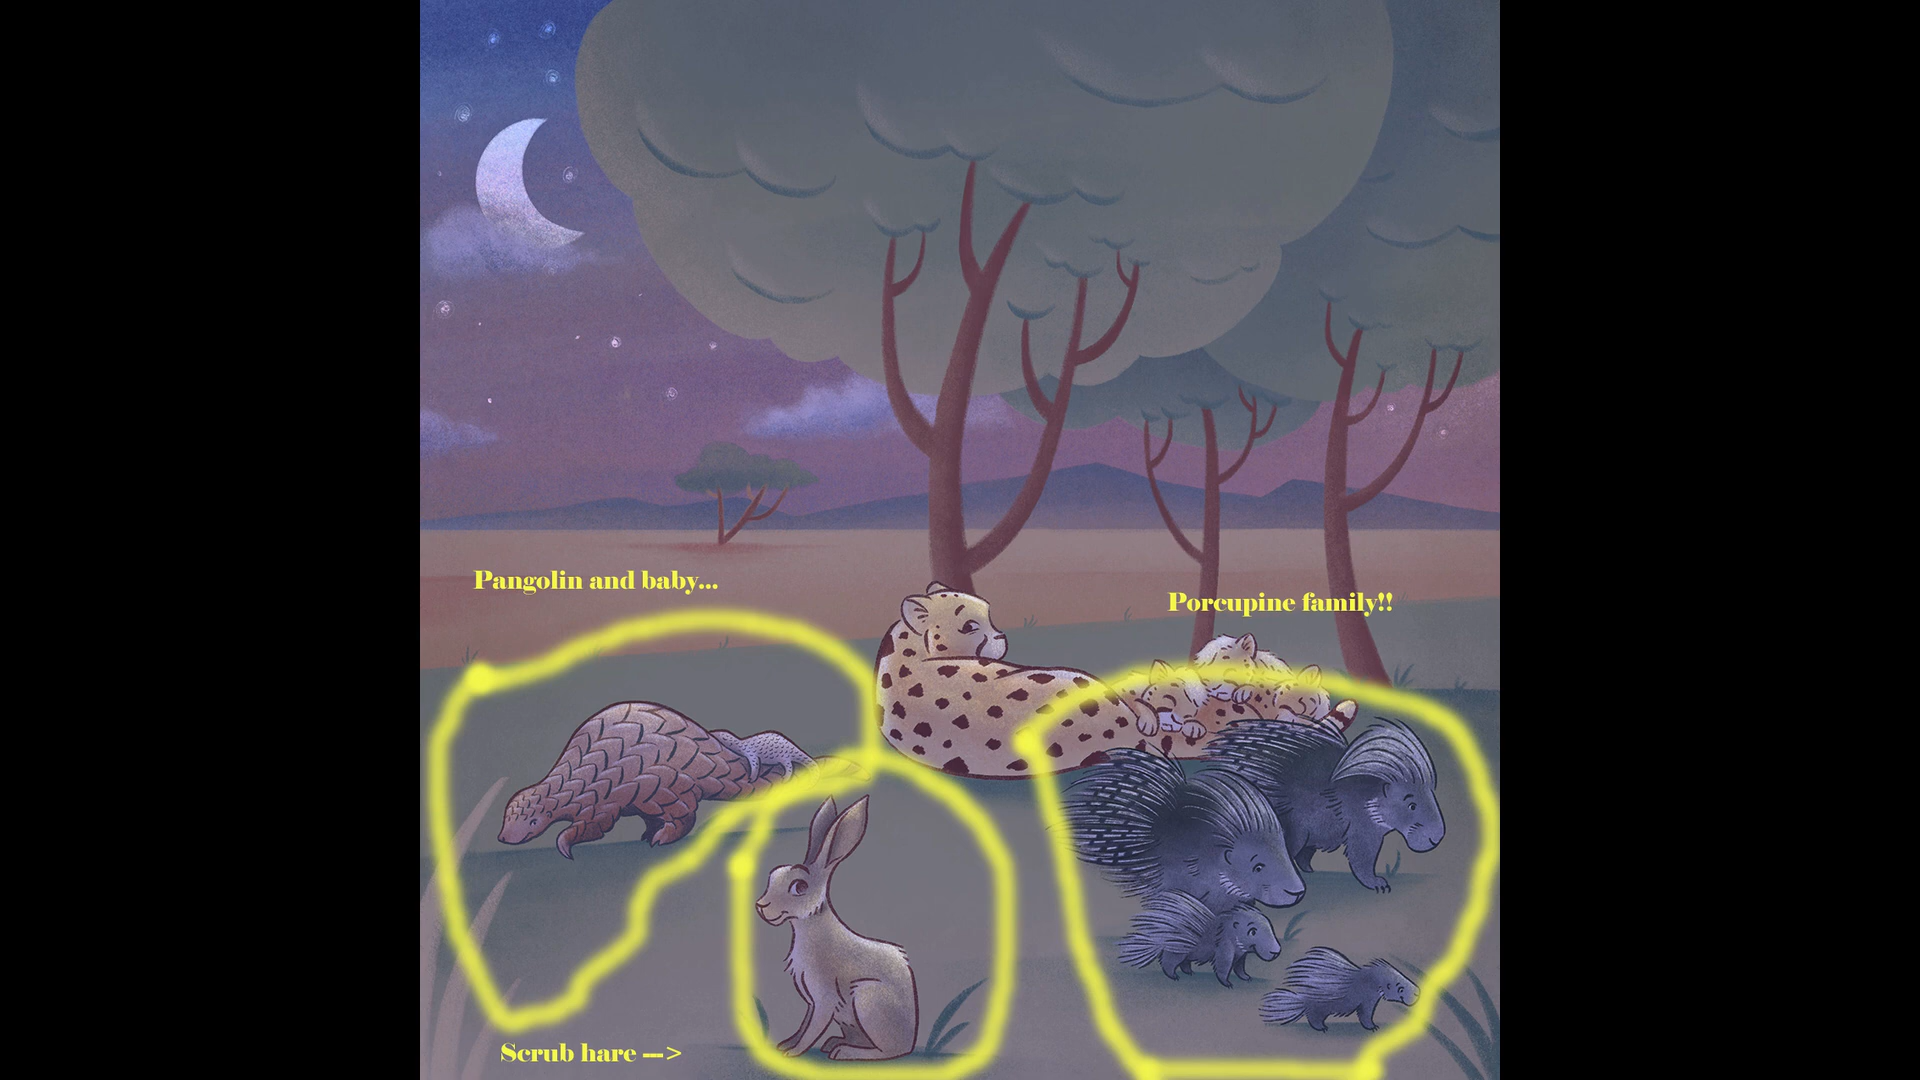 Pangolin and baby...
Porcupine family!!
Scrub hare --->